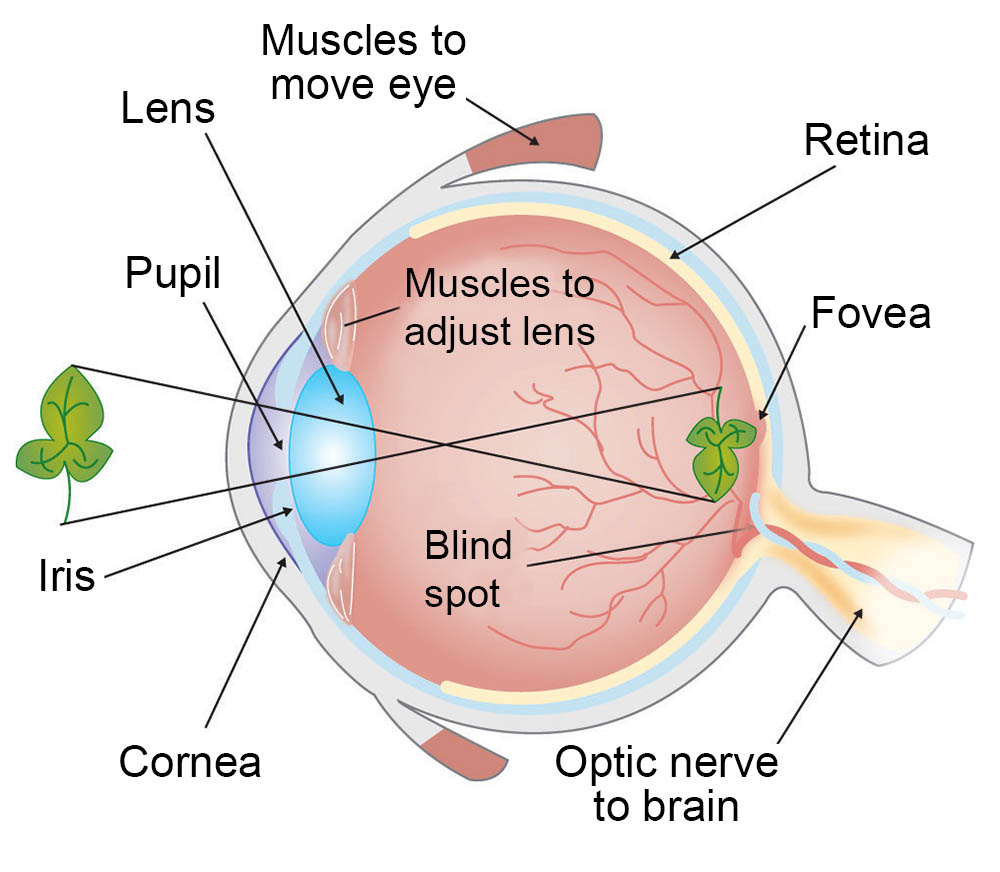 Muscles to
move eye
Lens
Retina
Pupil
Muscles to
adjust lens
Fovea
Blind
spot
Iris
Cornea
Optic nerve
to brain